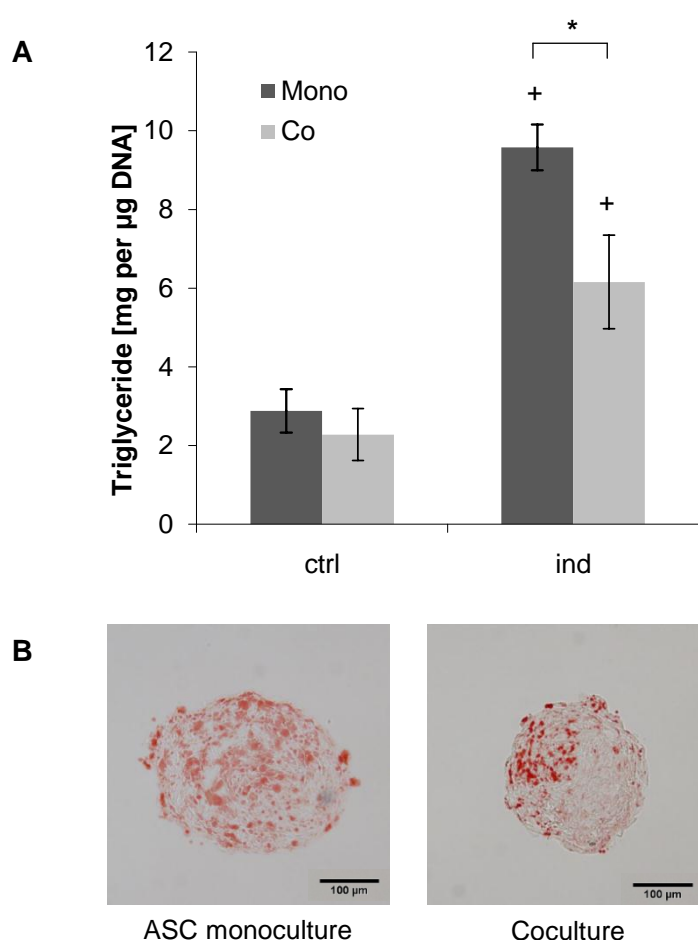 A
Triglyceride [mg per µg DNA]
12
10
8
6
4
2
0
Mono
Co
*
+
+
ctrl
ind
B
100 µm
100 µm
ASC monoculture
Coculture